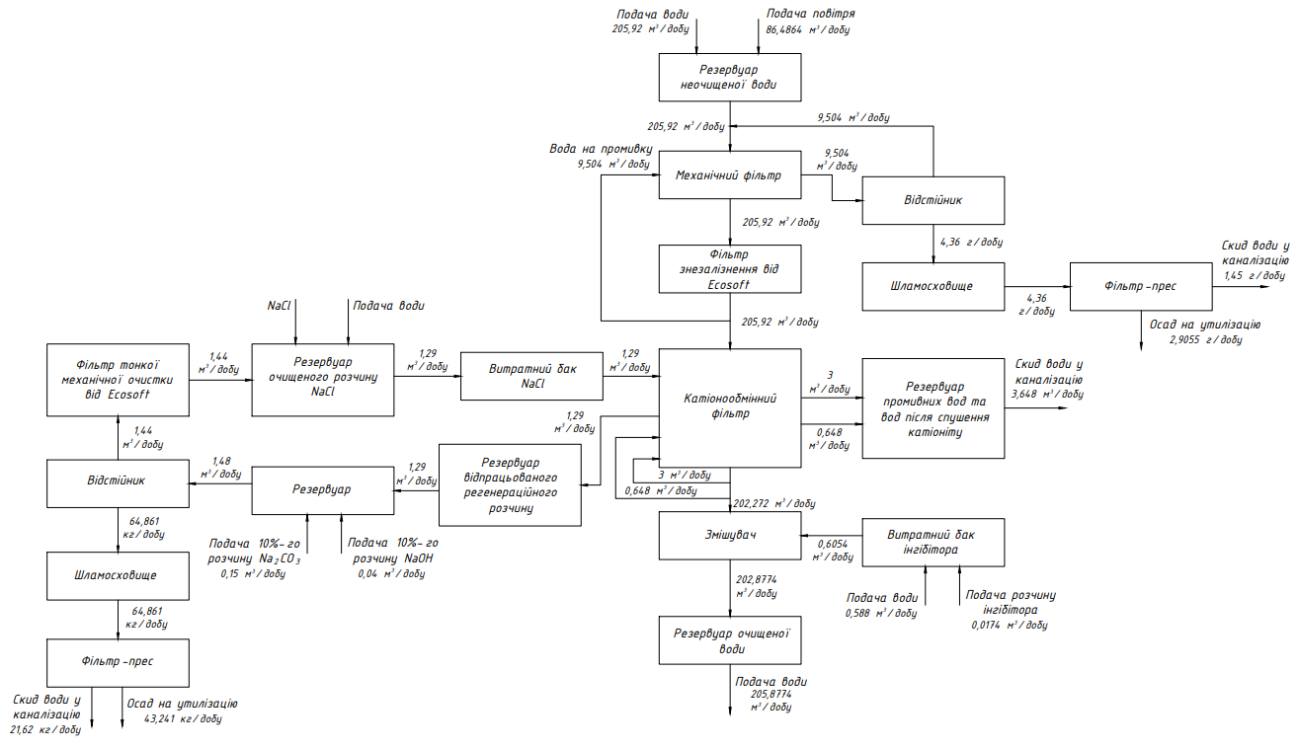 Подача води
205,92 м³/добу
Подача повітря
86,4864 м³/добу
Резервуар
неочищеної води
205,92 м³/добу
9,504 м³/добу
Вода на промивку
9,504 м³/добу
Механічний фільтр
9,504
м³/добу
Відстійник
205,92 м³/добу
4,36 г/добу
Фільтр
знезалізнення від
Ecosoft
Шламосховище
4,36
г/добу
Фільтр-прес
Скид води у
каналізацію
1,45 г/добу
Осад на утилізацію
2,9055 г/добу
205,92 м³/добу
NaCl
Подача води
Фільтр тонкої
механічної очистки
від Ecosoft
1,44
м³/добу
Резервуар
очищеного розчину
NaCl
1,29
м³/добу
Витратний бак
NaCl
1,29
м³/добу
Катіонообмінний
фільтр
3
м³/добу
0,648
м³/добу
Резервуар
промивних вод та
вод після спушення
катіоніту
Скид води у
каналізацію
3,648 м³/добу
1,44
м³/добу
1,29
м³/добу
Відстійник
1,48
м³/добу
Резервуар
1,29
м³/добу
Резервуар
відпрацьованого
регенераційного
розчину
3 м³/добу
0,648 м³/добу
202,272 м³/добу
64,861
кг/добу
Подача 10%-го
розчину Na₂CO₃
0,15 м³/добу
Подача 10%-го
розчину NaOH
0,04 м³/добу
Змішувач
0,6054
м³/добу
Витратний бак
інгібітора
Шламосховище
202,8774
м³/добу
Подача води
0,588 м³/добу
Подача розчину
інгібітора
0,0174 м³/добу
64,861
кг/добу
Резервуар очищеної
води
Фільтр-прес
Скид води у
каналізацію
21,62 кг/добу
Осад на утилізацію
43,241 кг/добу
Подача води
205,8774
м³/добу